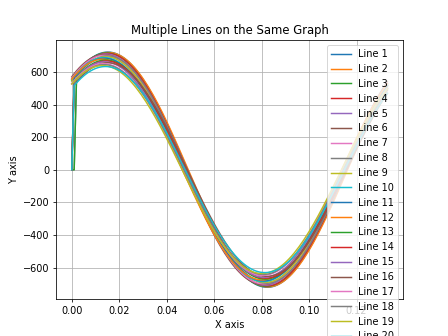 Multiple Lines on the Same Graph
Y axis
600
400
200
0
−200
−400
−600
0.00
0.02
0.04
0.06
0.08
0.10
X axis
Line 1
Line 2
Line 3
Line 4
Line 5
Line 6
Line 7
Line 8
Line 9
Line 10
Line 11
Line 12
Line 13
Line 14
Line 15
Line 16
Line 17
Line 18
Line 19
Line 20